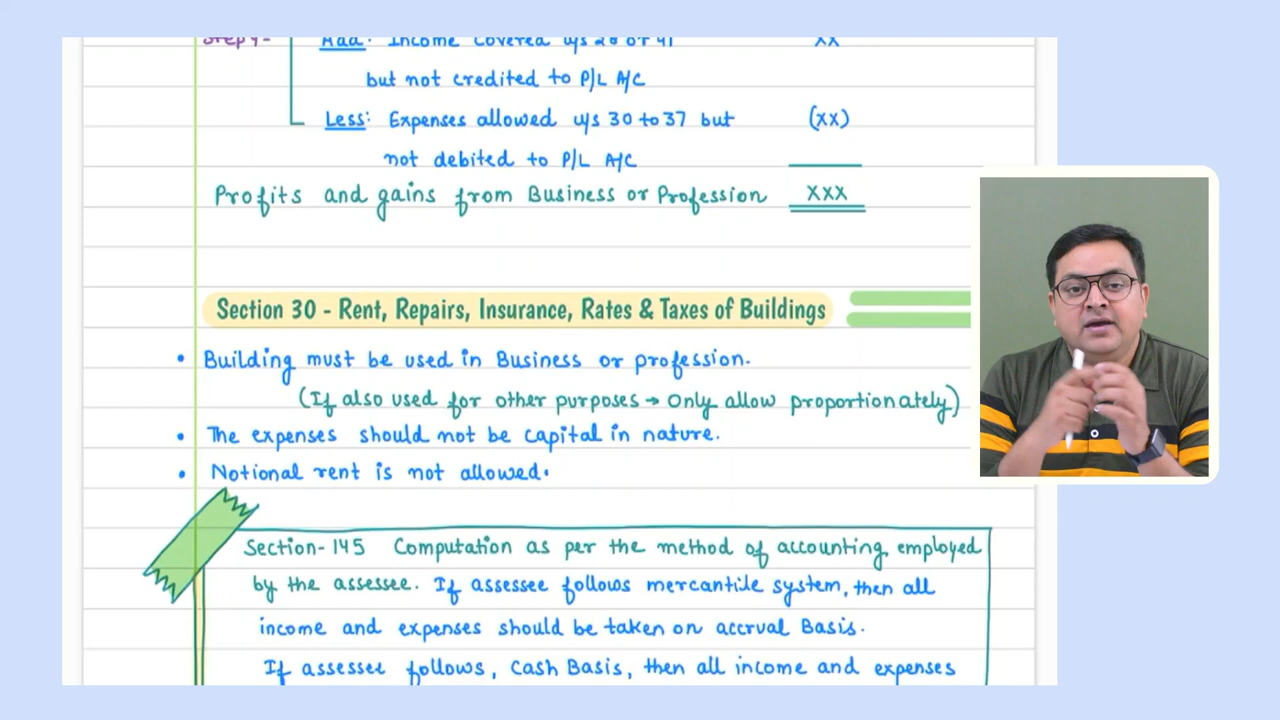 Step 4- Add: Income covered u/s 28 or 41 XX
but not credited to P/L A/C
Less: Expenses allowed u/s 30 to 37 but (XX)
not debited to P/L A/C
Profits and gains from Business or Profession XXX
Section 30 - Rent, Repairs, Insurance, Rates & Taxes of Buildings
• Building must be used in Business or profession.
(If also used for other purposes → Only allow proportionately)
• The expenses should not be capital in nature.
• Notional rent is not allowed.
Section-145 Computation as per the method of accounting employed
by the assessee. If assessee follows mercantile system, then all
income and expenses should be taken on accrual Basis.
If assessee follows, Cash Basis, then all income and expenses